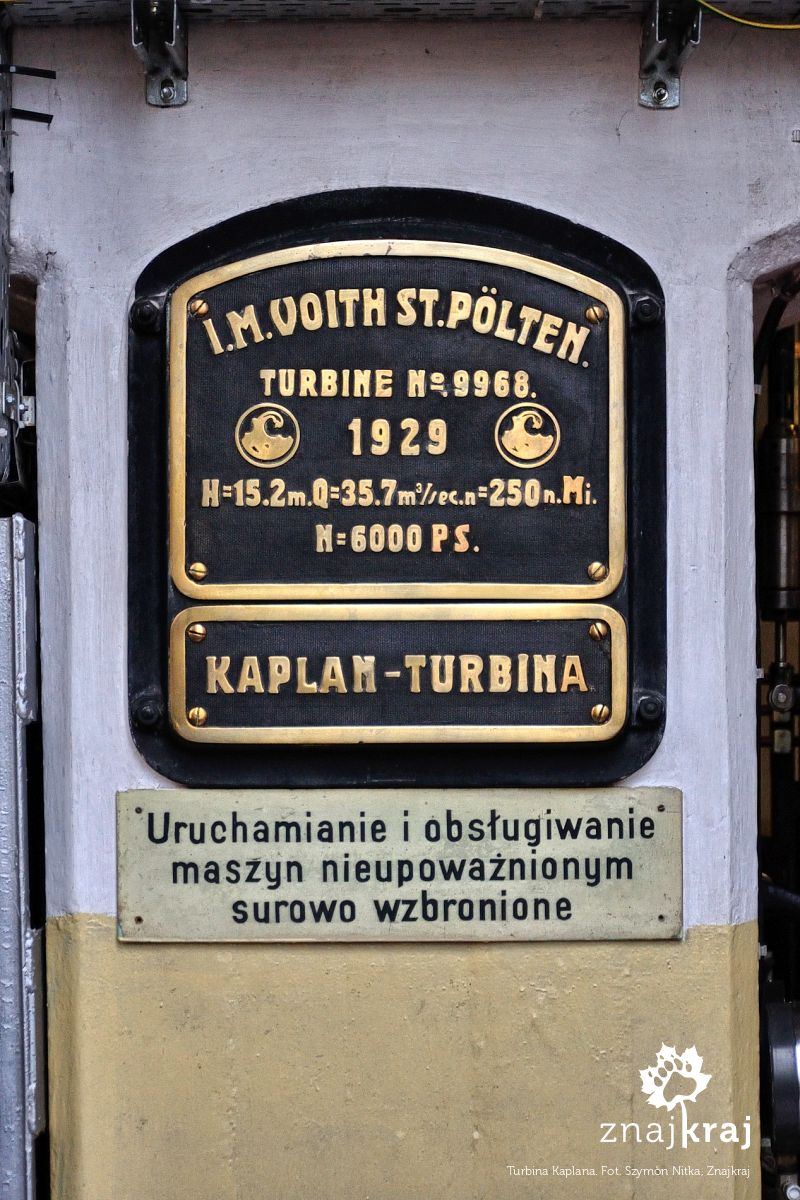 I.M.VOITH ST.PÖLTEN.
TURBINE No 9968.
1929
H=15.2m.Q=35.7m³/sec.n=250n.Mi.
N=6000 PS.
KAPLAN-TURBINA
Uruchamianie i obsługiwanie
maszyn nieupoważnionym
surowo wzbronione
znajkraj
Turbina Kaplana. Fot. Szymon Nitka, Znajkraj